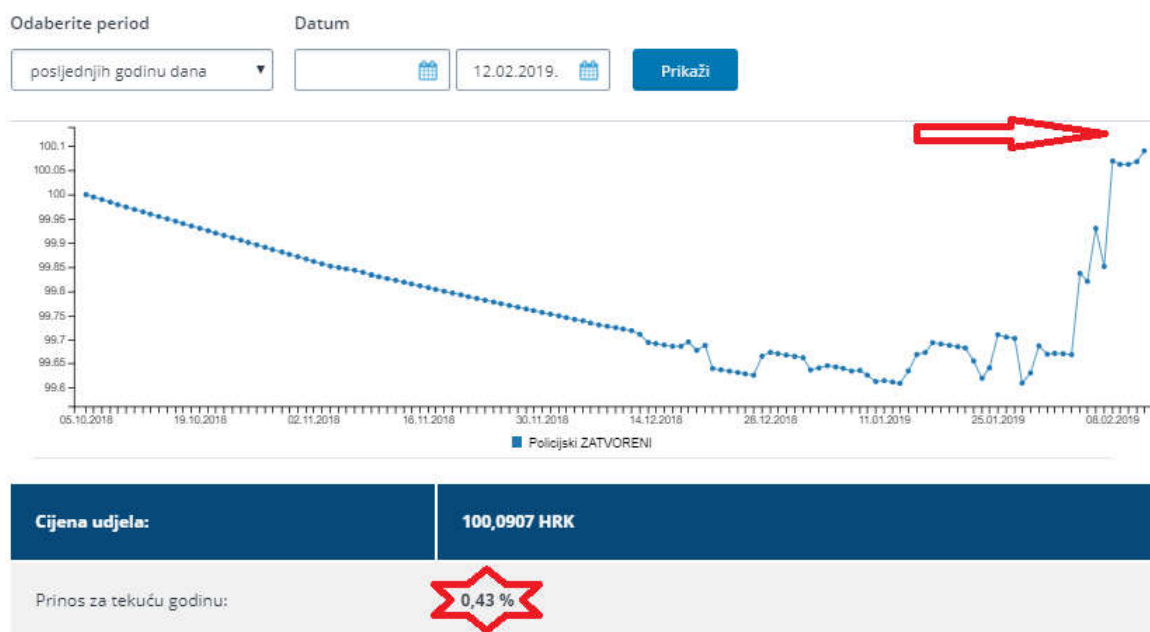 Odaberite period Datum
posljednjih godinu dana 12.02.2019. Prikaži
100.1
100.05
100
99.95
99.9
99.85
99.8
99.75
99.7
99.65
99.6
05.10.2018 19.10.2018 02.11.2018 16.11.2018 30.11.2018 14.12.2018 28.12.2018 11.01.2019 25.01.2019 08.02.2019
Policijski ZATVORENI
Cijena udjela: 100,0907 HRK
Prinos za tekuću godinu: 0,43 %